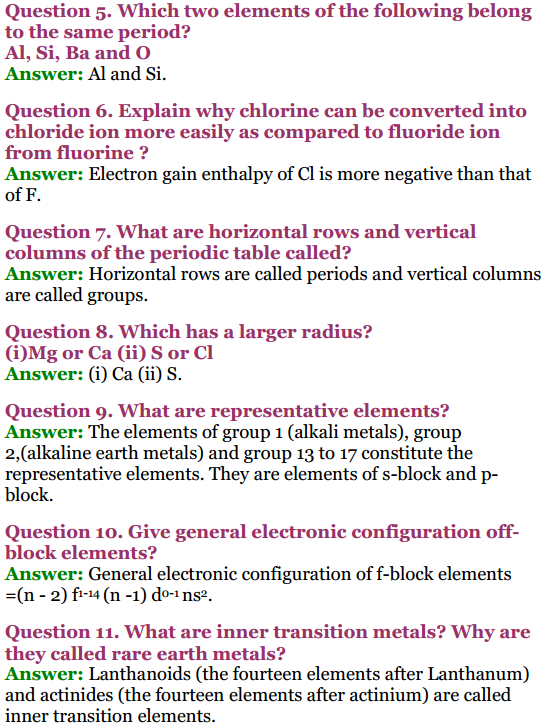 Question 5. Which two elements of the following belong
to the same period?
Al, Si, Ba and O
Answer: Al and Si.
Question 6. Explain why chlorine can be converted into
chloride ion more easily as compared to fluoride ion
from fluorine ?
Answer: Electron gain enthalpy of Cl is more negative than that
of F.
Question 7. What are horizontal rows and vertical
columns of the periodic table called?
Answer: Horizontal rows are called periods and vertical columns
are called groups.
Question 8. Which has a larger radius?
(i)Mg or Ca (ii) S or Cl
Answer: (i) Ca (ii) S.
Question 9. What are representative elements?
Answer: The elements of group 1 (alkali metals), group
2,(alkaline earth metals) and group 13 to 17 constitute the
representative elements. They are elements of s-block and p-
block.
Question 10. Give general electronic configuration off-
block elements?
Answer: General electronic configuration of f-block elements
=(n - 2) f¹⁻¹⁴ (n -1) d⁰⁻¹ ns².
Question 11. What are inner transition metals? Why are
they called rare earth metals?
Answer: Lanthanoids (the fourteen elements after Lanthanum)
and actinides (the fourteen elements after actinium) are called
inner transition elements.